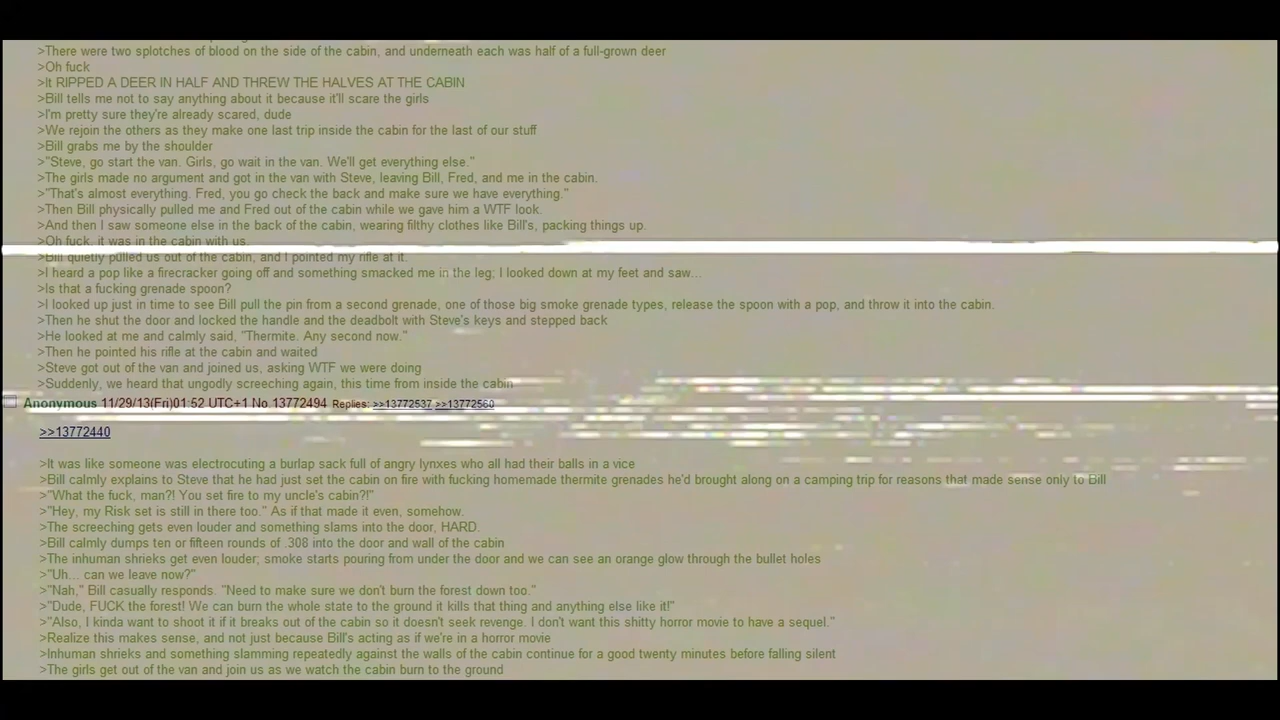 >There were two splotches of blood on the side of the cabin, and underneath each was half of a full-grown deer
>Oh fuck
>It RIPPED A DEER IN HALF AND THREW THE HALVES AT THE CABIN
>Bill tells me not to say anything about it because it'll scare the girls
>I'm pretty sure they're already scared, dude
>We rejoin the others as they make one last trip inside the cabin for the last of our stuff
>Bill grabs me by the shoulder
>"Steve, go start the van. Girls, go wait in the van. We'll get everything else."
>The girls made no argument and got in the van with Steve, leaving Bill, Fred, and me in the cabin.
>"That's almost everything. Fred, you go check the back and make sure we have everything."
>Then Bill physically pulled me and Fred out of the cabin while we gave him a WTF look.
>And then I saw someone else in the back of the cabin, wearing filthy clothes like Bill's, packing things up.
>Oh fuck, it was in the cabin with us.
>Bill quietly pulled us out of the cabin, and I pointed my rifle at it.
>I heard a pop like a firecracker going off and something smacked me in the leg; I looked down at my feet and saw...
>Is that a fucking grenade spoon?
>I looked up just in time to see Bill pull the pin from a second grenade, one of those big smoke grenade types, release the spoon with a pop, and throw it into the cabin.
>Then he shut the door and locked the handle and the deadbolt with Steve's keys and stepped back
>He looked at me and calmly said, "Thermite. Any second now."
>Then he pointed his rifle at the cabin and waited
>Steve got out of the van and joined us, asking WTF we were doing
>Suddenly, we heard that ungodly screeching again, this time from inside the cabin
Anonymous 11/29/13(Fri)01:52 UTC+1 No.13772494 Replies: >>13772537 >>13772560
>>13772440
>It was like someone was electrocuting a burlap sack full of angry lynxes who all had their balls in a vice
>Bill calmly explains to Steve that he had just set the cabin on fire with fucking homemade thermite grenades he'd brought along on a camping trip for reasons that made sense only to Bill
>"What the fuck, man?! You set fire to my uncle's cabin?!"
>"Hey, my Risk set is still in there too." As if that made it even, somehow.
>The screeching gets even louder and something slams into the door, HARD.
>Bill calmly dumps ten or fifteen rounds of .308 into the door and wall of the cabin
>The inhuman shrieks get even louder; smoke starts pouring from under the door and we can see an orange glow through the bullet holes
>"Uh... can we leave now?"
>"Nah," Bill casually responds. "Need to make sure we don't burn the forest down too."
>"Dude, FUCK the forest! We can burn the whole state to the ground it kills that thing and anything else like it!"
>"Also, I kinda want to shoot it if it breaks out of the cabin so it doesn't seek revenge. I don't want this shitty horror movie to have a sequel."
>Realize this makes sense, and not just because Bill's acting as if we're in a horror movie
>Inhuman shrieks and something slamming repeatedly against the walls of the cabin continue for a good twenty minutes before falling silent
>The girls get out of the van and join us as we watch the cabin burn to the ground